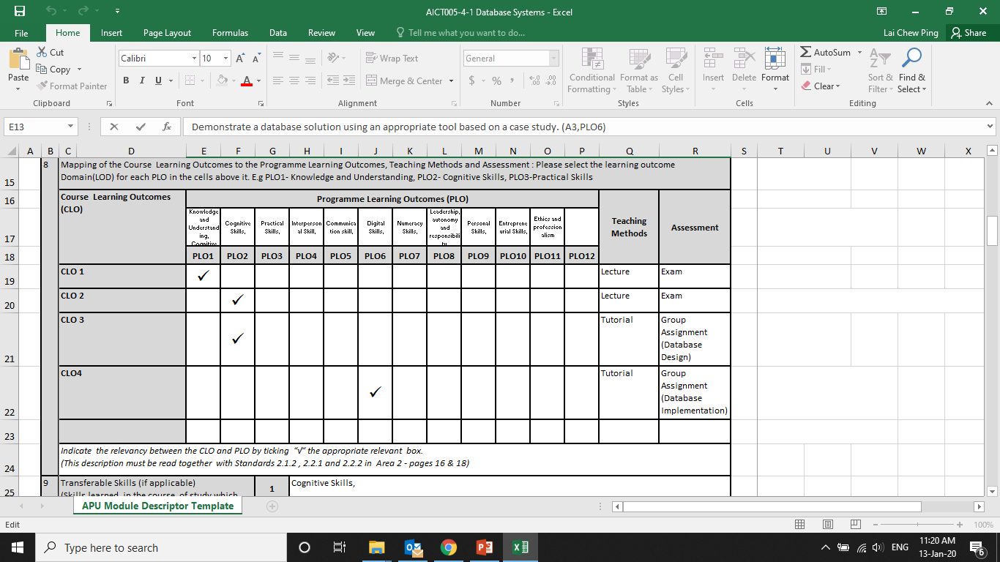 AICT005-4-1 Database Systems - Excel
File Home Insert Page Layout Formulas Data Review View Tell me what you want to do... Lai Chew Ping Share
Paste
Cut
Copy
Format Painter
Clipboard
Calibri 10
B I U
Font
Wrap Text
Merge & Center
Alignment
General
$ % ,
Number
Conditional Formatting
Format as Table
Cell Styles
Styles
Insert Delete Format
Cells
AutoSum
Fill
Clear
Sort & Filter
Find & Select
Editing
E13 fx Demonstrate a database solution using an appropriate tool based on a case study. (A3,PLO6)
A B C D E F G H I J K L M N O P Q R S T U V W X
8 Mapping of the Course Learning Outcomes to the Programme Learning Outcomes, Teaching Methods and Assessment : Please select the learning outcome
15 Domain(LOD) for each PLO in the cells above it. E.g PLO1- Knowledge and Understanding, PLO2- Cognitive Skills, PLO3-Practical Skills
16 Course Learning Outcomes (CLO) Programme Learning Outcomes (PLO) Teaching Methods Assessment
17 Knowledge and Understanding, Cognitive
Cognitive Skills,
Practical Skills,
Interpersonal Skill,
Communication skill,
Digital Skills,
Numeracy Skills,
Leadership, autonomy and responsibility
Personal Skills,
Entrepreneurial Skills,
Ethics and professionalism
18 PLO1 PLO2 PLO3 PLO4 PLO5 PLO6 PLO7 PLO8 PLO9 PLO10 PLO11 PLO12
19 CLO 1 ✓ Lecture Exam
20 CLO 2 ✓ Lecture Exam
21 CLO 3 ✓ Tutorial Group Assignment (Database Design)
22 CLO4 ✓ Tutorial Group Assignment (Database Implementation)
23
24 Indicate the relevancy between the CLO and PLO by ticking "√" the appropriate relevant box.
(This description must be read together with Standards 2.1.2 , 2.2.1 and 2.2.2 in Area 2 - pages 16 & 18)
25 9 Transferable Skills (if applicable) 1 Cognitive Skills,
(Skills learned in the course of study which
APU Module Descriptor Template
Edit 100%
Type here to search
ENG
11:20 AM
13-Jan-20
6